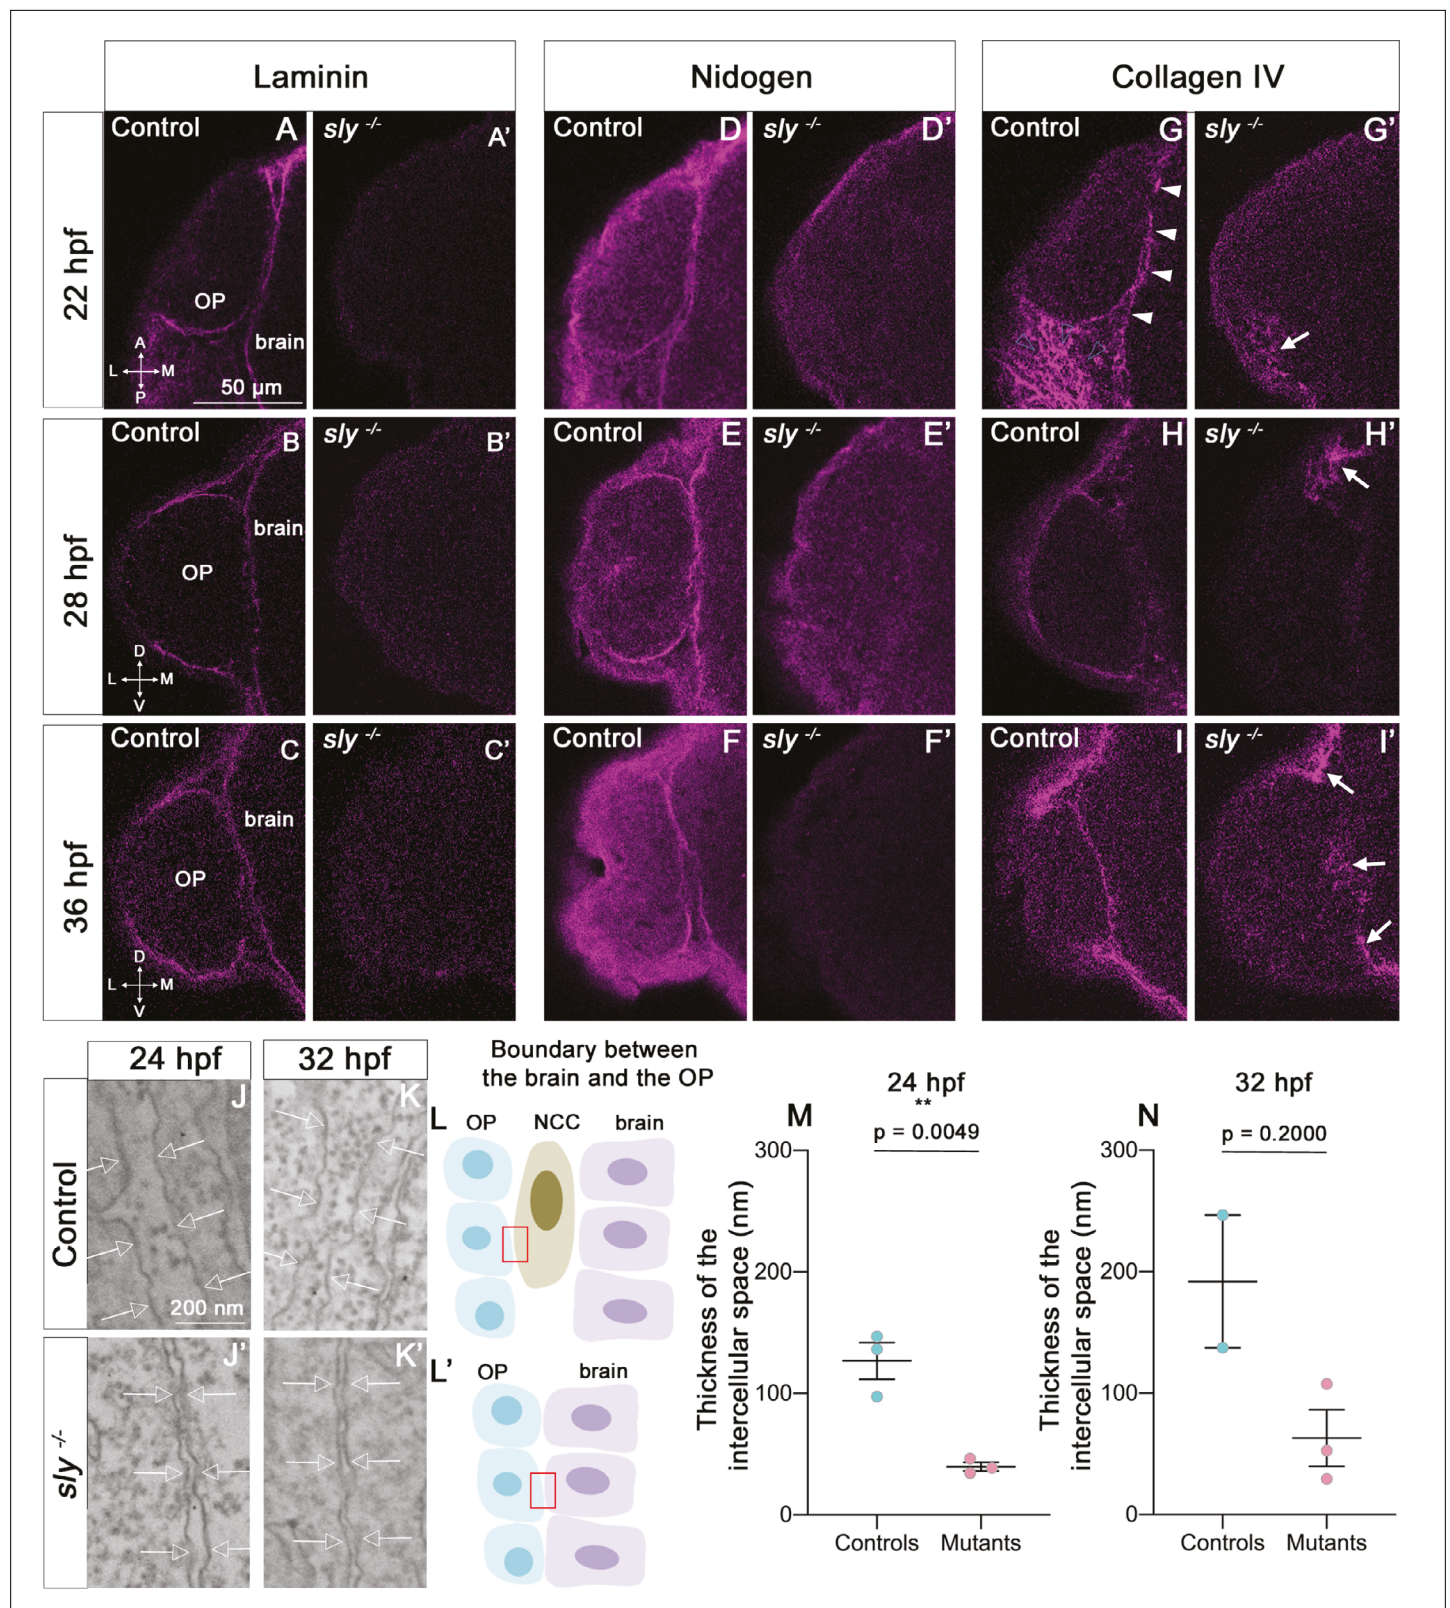 Laminin
Nidogen
Collagen IV
22 hpf
Control A
sly -/- A'
Control D
sly -/- D'
Control G
sly -/- G'
OP
brain
A
L M
P
50 µm
28 hpf
Control B
sly -/- B'
Control E
sly -/- E'
Control H
sly -/- H'
brain
OP
D
L M
V
36 hpf
Control C
sly -/- C'
Control F
sly -/- F'
Control I
sly -/- I'
brain
OP
D
L M
V
24 hpf
32 hpf
Control
J
K
200 nm
sly -/-
J'
K'
Boundary between
the brain and the OP
L
OP NCC brain
L'
OP brain
M
24 hpf
**
p = 0.0049
Thickness of the
intercellular space (nm)
300
200
100
0
Controls Mutants
N
32 hpf
p = 0.2000
Thickness of the
intercellular space (nm)
300
200
100
0
Controls Mutants